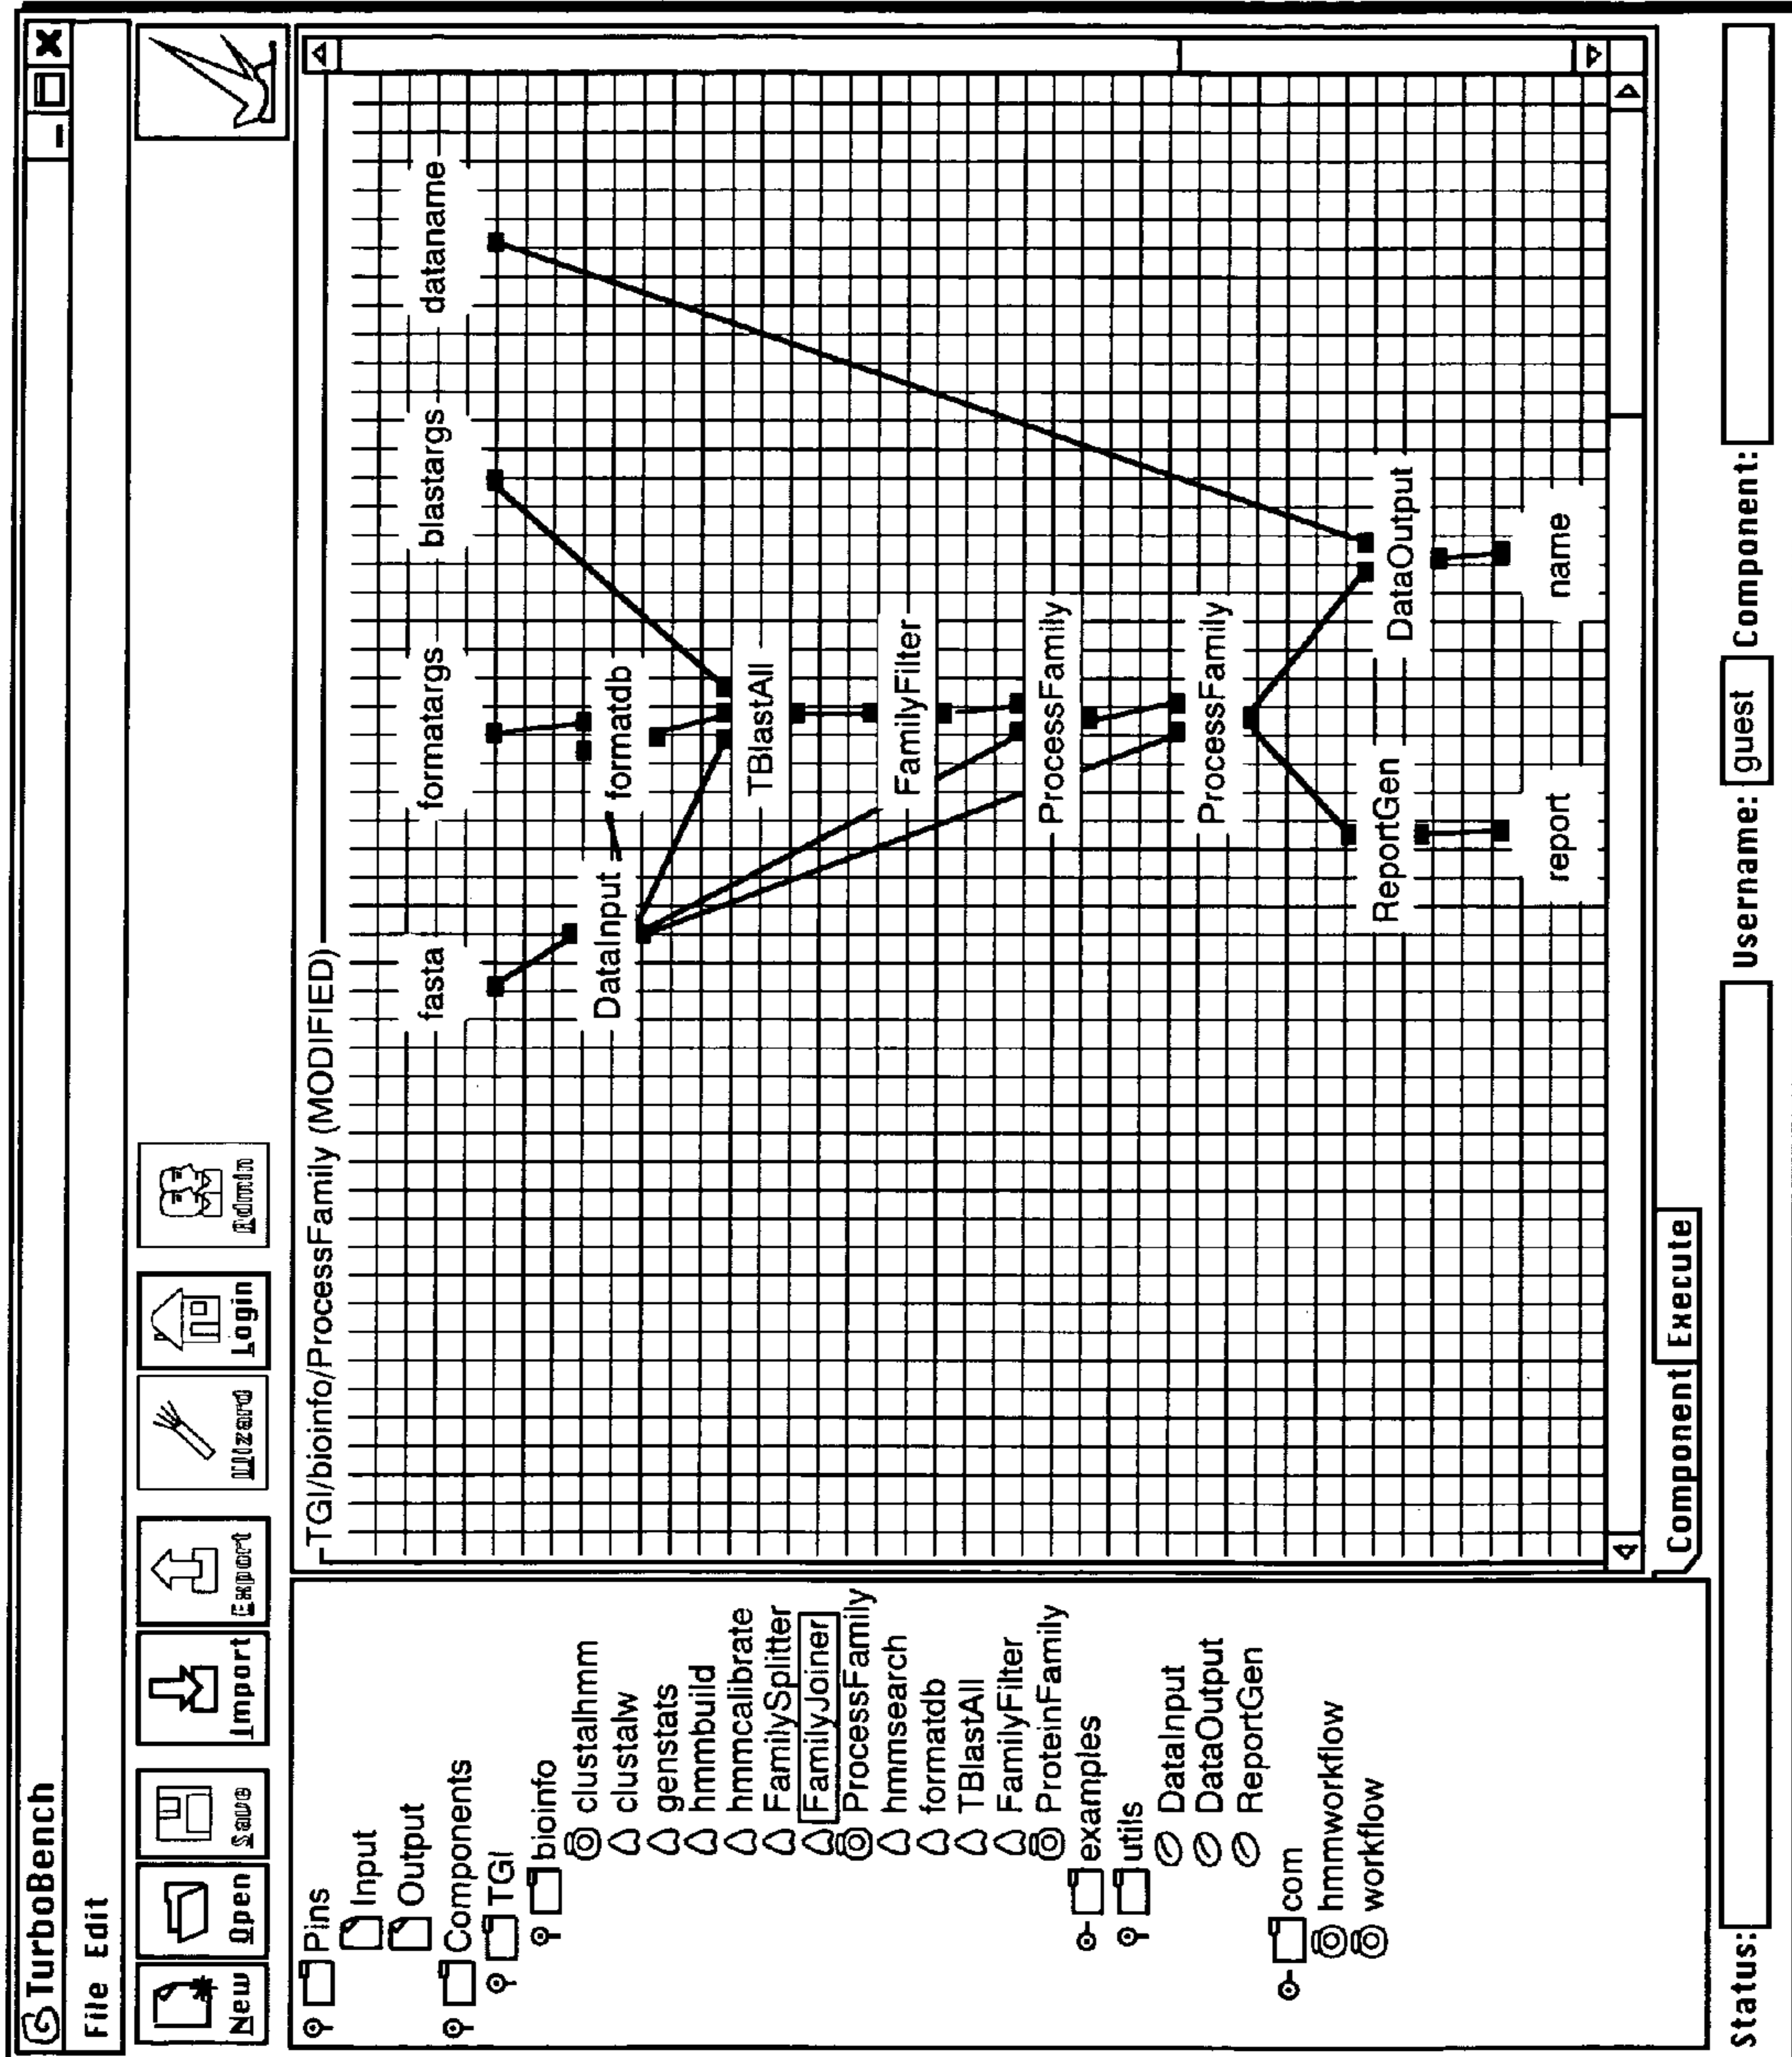 TurboBench
File Edit
New Open Save Import Export Wizard Login Admin
Pins
Input
Output
Components
TGI
bioinfo
clustalhmm
clustalw
genstats
hmmbuild
hmmcalibrate
FamilySplitter
FamilyJoiner
ProcessFamily
hmmsearch
formatdb
TBlastAll
FamilyFilter
ProteinFamily
examples
utils
DataInput
DataOutput
ReportGen
com
hmmworkflow
workflow
TGI/bioinfo/ProcessFamily (MODIFIED)
fasta formatargs blastargs dataname
DataInput formatdb
TBlastAll
FamilyFilter
ProcessFamily
ProcessFamily
ReportGen DataOutput
report name
Component Execute
Status: Username: guest Component: